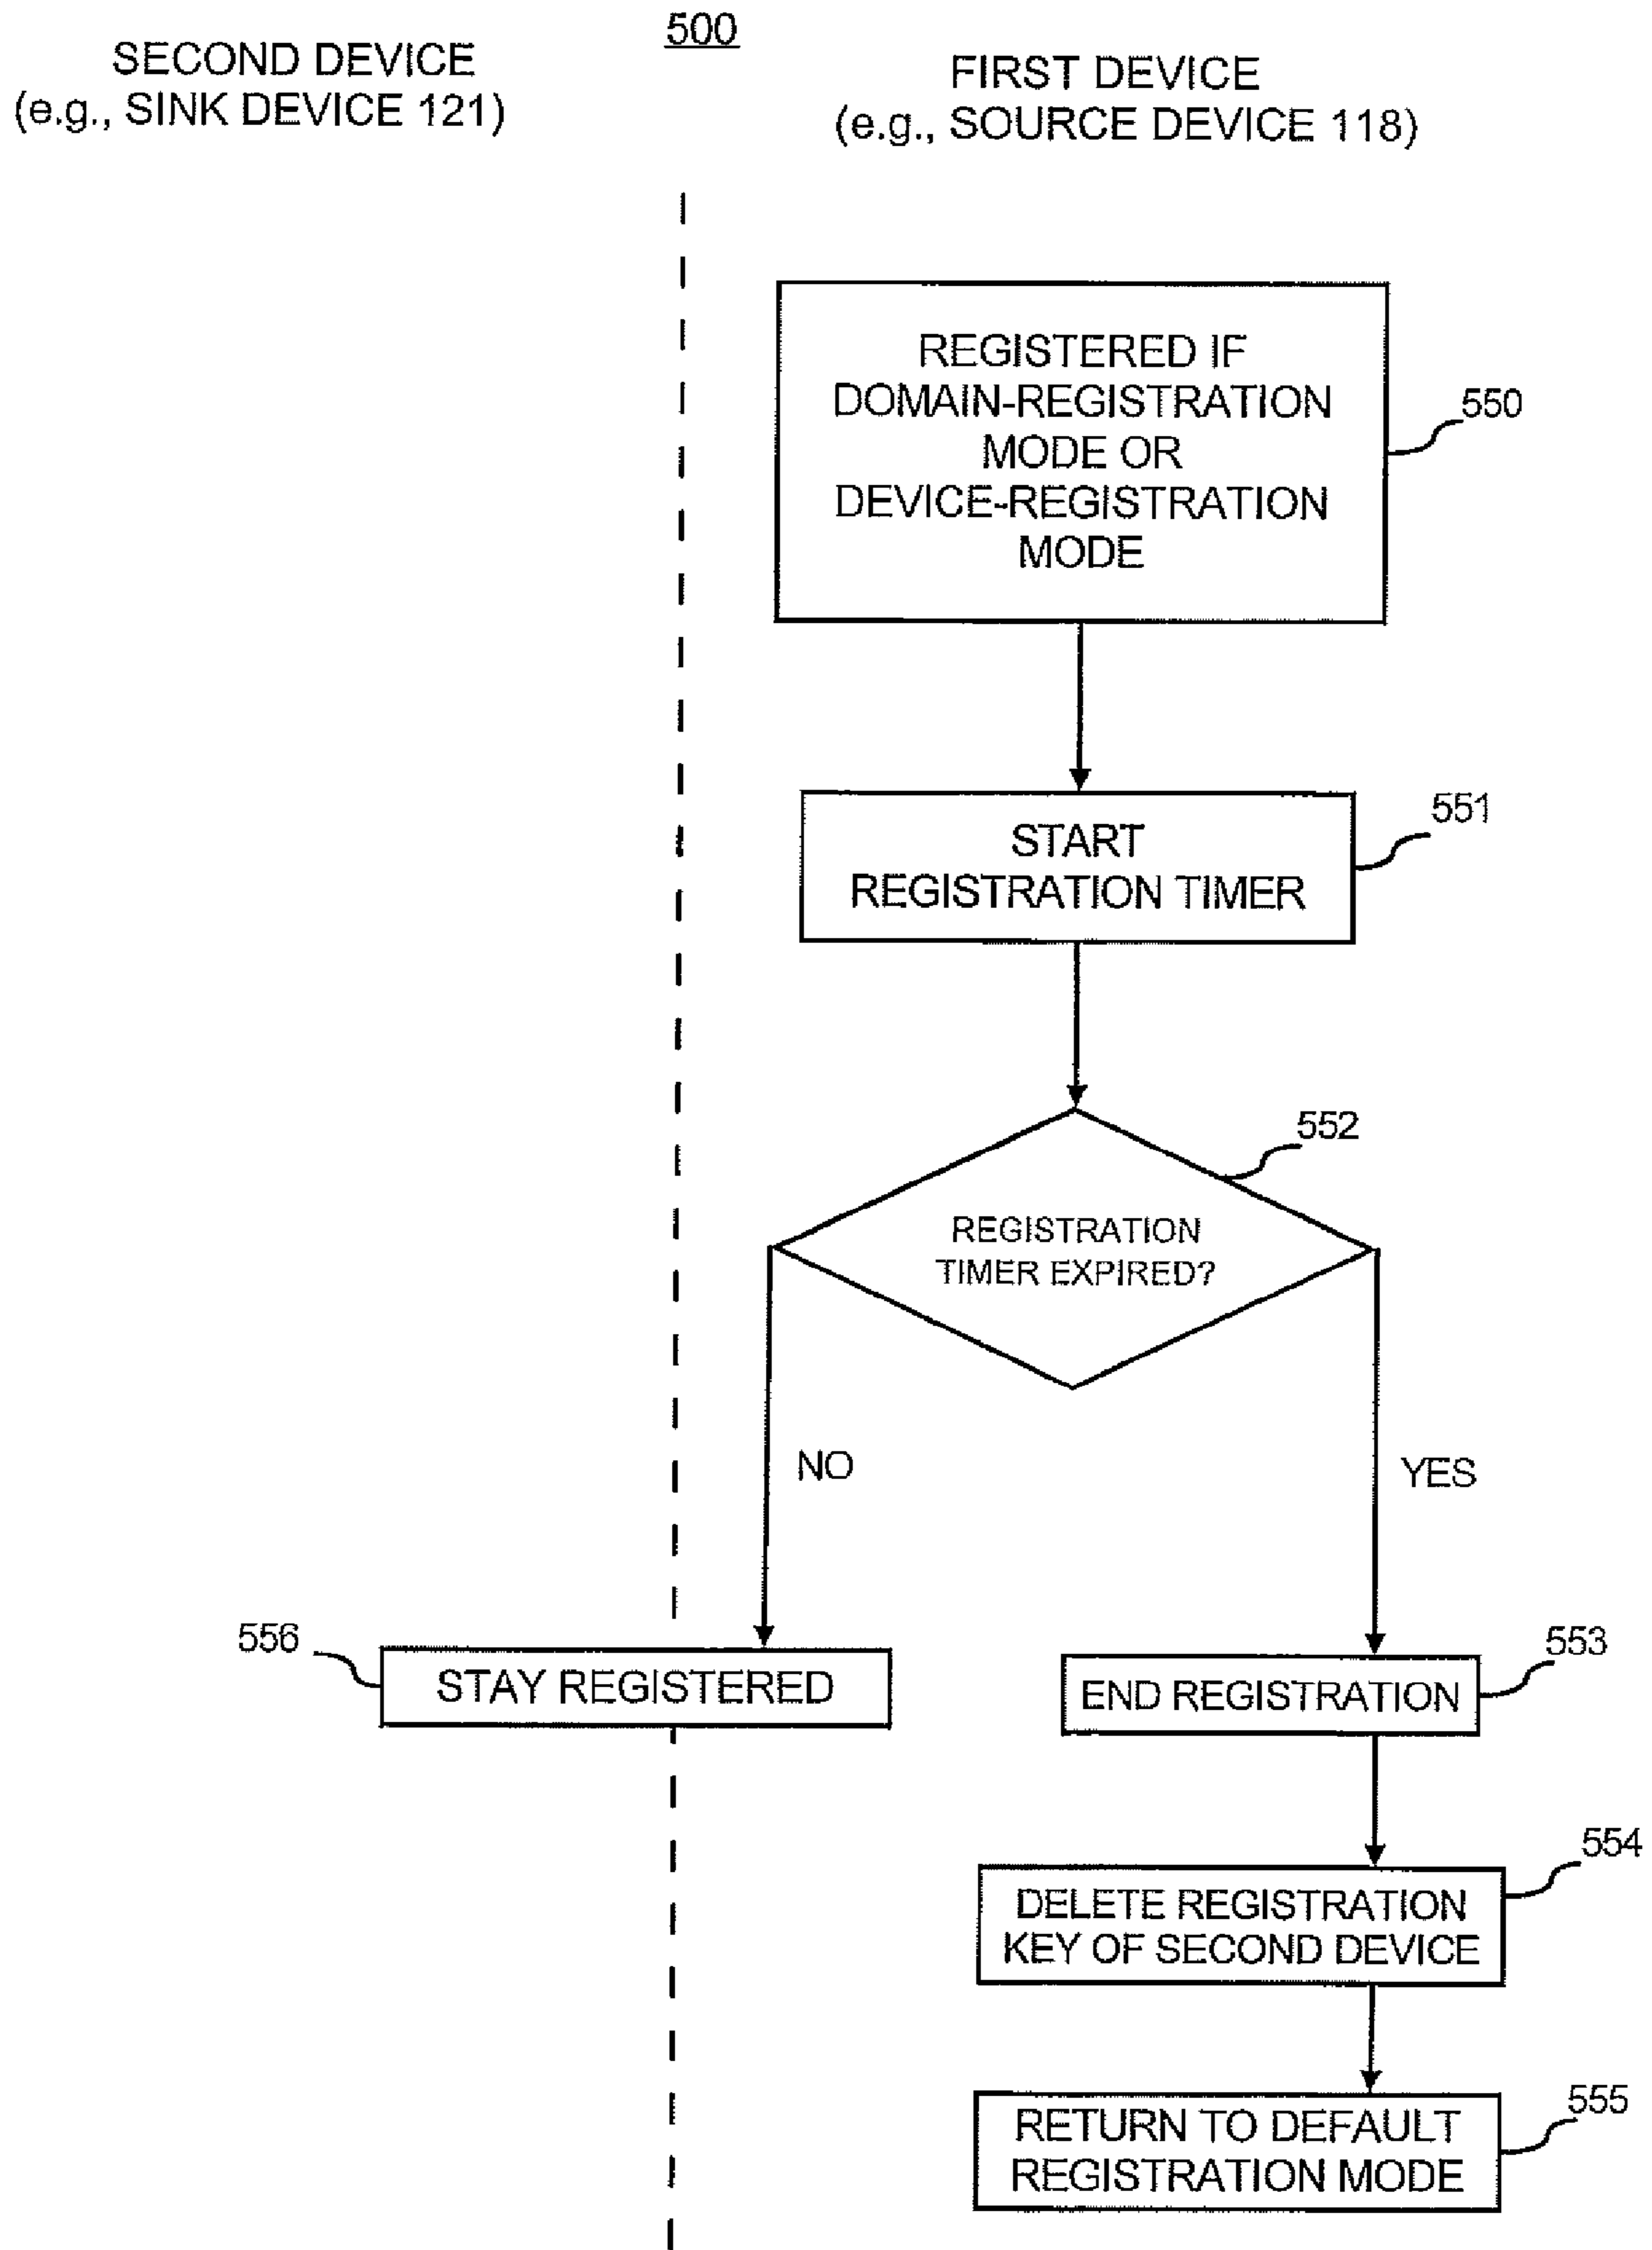 500
SECOND DEVICE
(e.g., SINK DEVICE 121)
FIRST DEVICE
(e.g., SOURCE DEVICE 118)
REGISTERED IF
DOMAIN-REGISTRATION
MODE OR
DEVICE-REGISTRATION
MODE
550
START
REGISTRATION TIMER
551
552
REGISTRATION
TIMER EXPIRED?
NO
YES
556
STAY REGISTERED
553
END REGISTRATION
554
DELETE REGISTRATION
KEY OF SECOND DEVICE
555
RETURN TO DEFAULT
REGISTRATION MODE